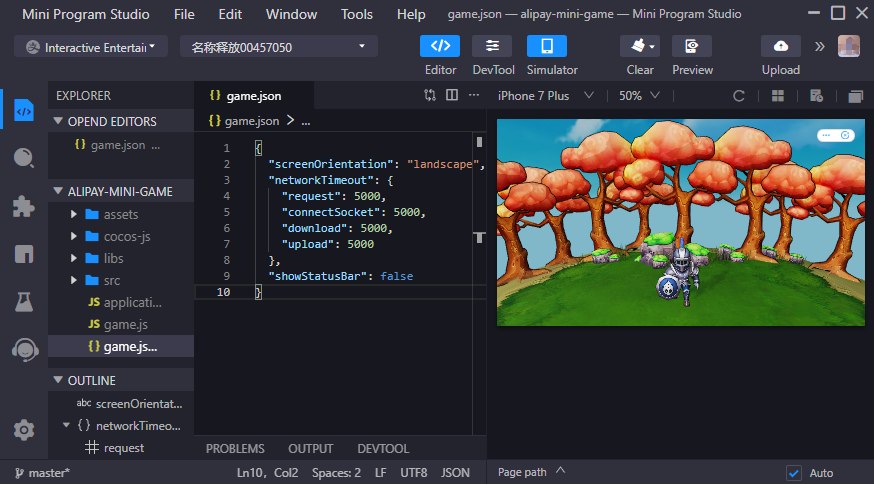 Mini Program Studio File Edit Window Tools Help game.json — alipay-mini-game — Mini Program Studio
Interactive Entertain 名称释放00457050
Editor DevTool Simulator Clear Preview Upload
EXPLORER
OPEND EDITORS
{} game.json ...
ALIPAY-MINI-GAME
assets
cocos-js
libs
src
JS applicati...
JS game.js
{} game.js...
OUTLINE
abc screenOrientat...
{} networkTimeo...
request
{} game.json ...
{} game.json > ...
1 {
2 "screenOrientation": "landscape",
3 "networkTimeout": {
4 "request": 5000,
5 "connectSocket": 5000,
6 "download": 5000,
7 "upload": 5000
8 },
9 "showStatusBar": false
10 }
PROBLEMS OUTPUT DEVTOOL
iPhone 7 Plus 50%
master* Ln10，Col2 Spaces: 2 LF UTF8 JSON Page path Auto